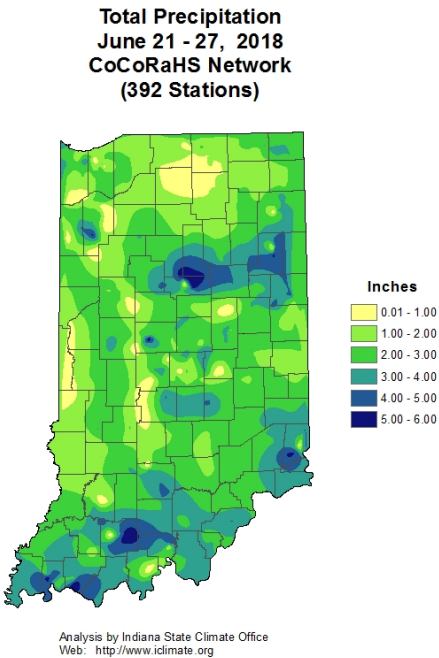 Total Precipitation
June 21 - 27, 2018
CoCoRaHS Network
(392 Stations)
Inches
0.01 - 1.00
1.00 - 2.00
2.00 - 3.00
3.00 - 4.00
4.00 - 5.00
5.00 - 6.00
Analysis by Indiana State Climate Office
Web: http://www.iclimate.org